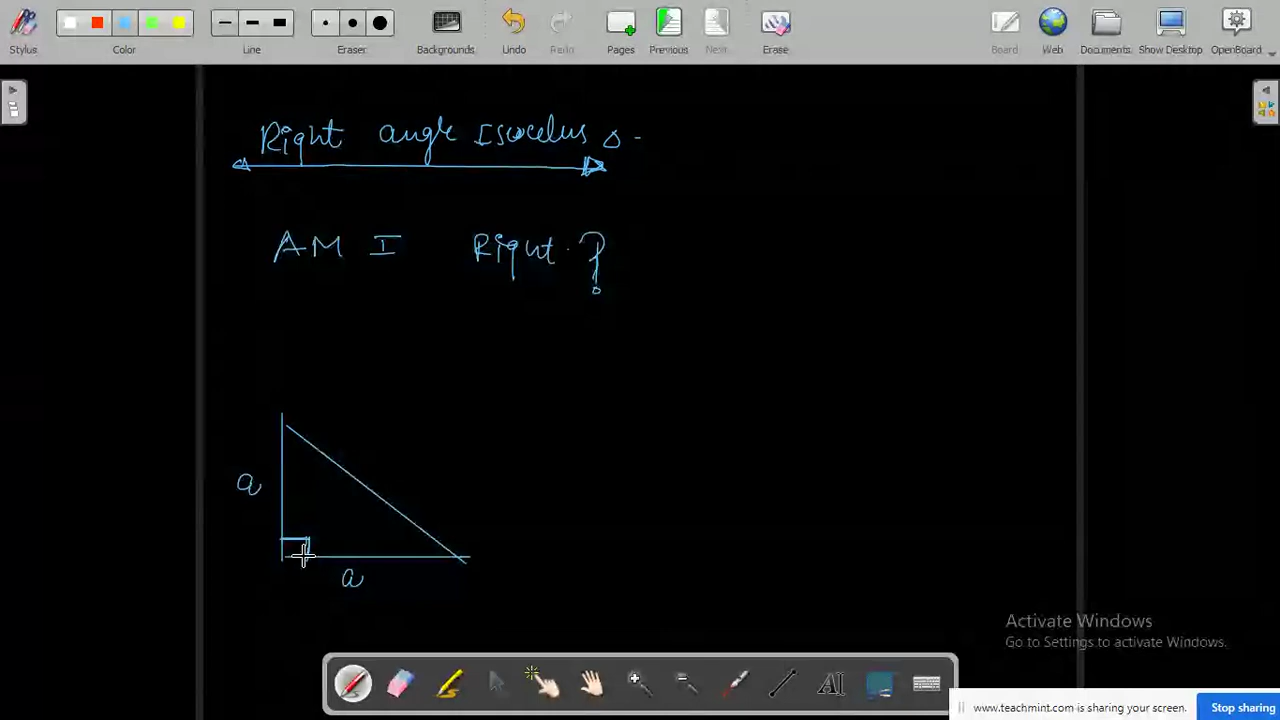 Stylus
Color
Line
Eraser
Backgrounds
Undo
Redo
Pages
Previous
Next
Erase
Board
Web
Documents
Show Desktop
OpenBoard
Right angle Isocelus Δ -
AM I Right . ?
a
a
Activate Windows
Go to Settings to activate Windows.
AI
www.teachmint.com is sharing your screen.
Stop sharing